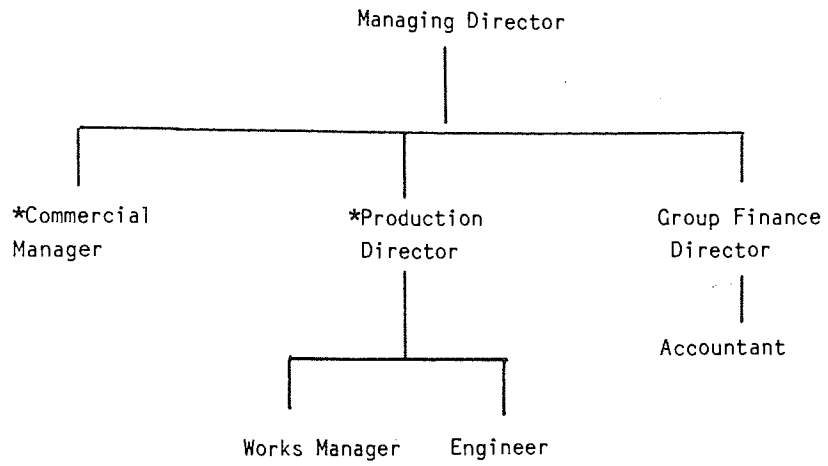 Managing Director
*Commercial
Manager
*Production
Director
Group Finance
Director
Accountant
Works Manager
Engineer